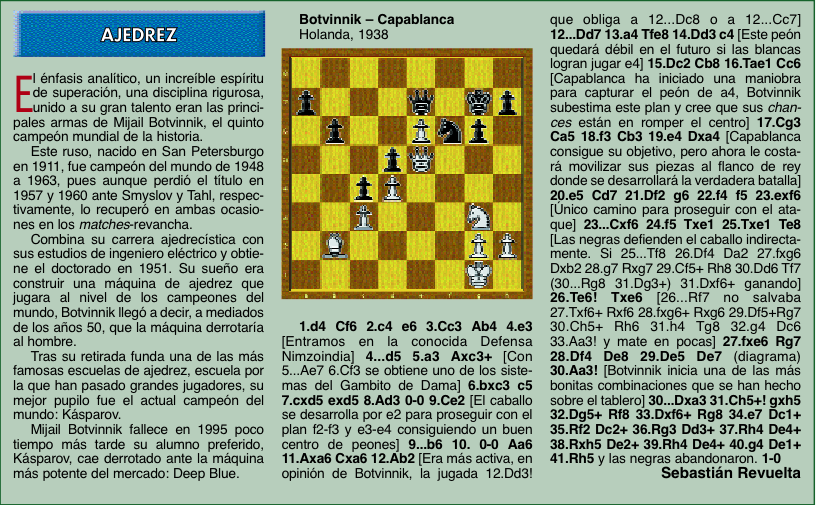 AJEDREZ
El énfasis analítico, un increíble espíritu
de superación, una disciplina rigurosa,
unido a su gran talento eran las princi-
pales armas de Mijail Botvinnik, el quinto
campeón mundial de la historia.
Este ruso, nacido en San Petersburgo
en 1911, fue campeón del mundo de 1948
a 1963, pues aunque perdió el título en
1957 y 1960 ante Smyslov y Tahl, respec-
tivamente, lo recuperó en ambas ocasio-
nes en los matches-revancha.
Combina su carrera ajedrecística con
sus estudios de ingeniero eléctrico y obtie-
ne el doctorado en 1951. Su sueño era
construir una máquina de ajedrez que
jugara al nivel de los campeones del
mundo, Botvinnik llegó a decir, a mediados
de los años 50, que la máquina derrotaría
al hombre.
Tras su retirada funda una de las más
famosas escuelas de ajedrez, escuela por
la que han pasado grandes jugadores, su
mejor pupilo fue el actual campeón del
mundo: Kásparov.
Mijail Botvinnik fallece en 1995 poco
tiempo más tarde su alumno preferido,
Kásparov, cae derrotado ante la máquina
más potente del mercado: Deep Blue.
Botvinnik – Capablanca
Holanda, 1938
1.d4 Cf6 2.c4 e6 3.Cc3 Ab4 4.e3
[Entramos en la conocida Defensa
Nimzoindia] 4...d5 5.a3 Axc3+ [Con
5...Ae7 6.Cf3 se obtiene uno de los siste-
mas del Gambito de Dama] 6.bxc3 c5
7.cxd5 exd5 8.Ad3 0-0 9.Ce2 [El caballo
se desarrolla por e2 para proseguir con el
plan f2-f3 y e3-e4 consiguiendo un buen
centro de peones] 9...b6 10. 0-0 Aa6
11.Axa6 Cxa6 12.Ab2 [Era más activa, en
opinión de Botvinnik, la jugada 12.Dd3!
que obliga a 12...Dc8 o a 12...Cc7]
12...Dd7 13.a4 Tfe8 14.Dd3 c4 [Este peón
quedará débil en el futuro si las blancas
logran jugar e4] 15.Dc2 Cb8 16.Tae1 Cc6
[Capablanca ha iniciado una maniobra
para capturar el peón de a4, Botvinnik
subestima este plan y cree que sus chan-
ces están en romper el centro] 17.Cg3
Ca5 18.f3 Cb3 19.e4 Dxa4 [Capablanca
consigue su objetivo, pero ahora le costa-
rá movilizar sus piezas al flanco de rey
donde se desarrollará la verdadera batalla]
20.e5 Cd7 21.Df2 g6 22.f4 f5 23.exf6
[Único camino para proseguir con el ata-
que] 23...Cxf6 24.f5 Txe1 25.Txe1 Te8
[Las negras defienden el caballo indirecta-
mente. Si 25...Tf8 26.Df4 Da2 27.fxg6
Dxb2 28.g7 Rxg7 29.Cf5+ Rh8 30.Dd6 Tf7
(30...Rg8 31.Dg3+) 31.Dxf6+ ganando]
26.Te6! Txe6 [26...Rf7 no salvaba
27.Txf6+ Rxf6 28.fxg6+ Rxg6 29.Df5+Rg7
30.Ch5+ Rh6 31.h4 Tg8 32.g4 Dc6
33.Aa3! y mate en pocas] 27.fxe6 Rg7
28.Df4 De8 29.De5 De7 (diagrama)
30.Aa3! [Botvinnik inicia una de las más
bonitas combinaciones que se han hecho
sobre el tablero] 30...Dxa3 31.Ch5+! gxh5
32.Dg5+ Rf8 33.Dxf6+ Rg8 34.e7 Dc1+
35.Rf2 Dc2+ 36.Rg3 Dd3+ 37.Rh4 De4+
38.Rxh5 De2+ 39.Rh4 De4+ 40.g4 De1+
41.Rh5 y las negras abandonaron. 1-0
Sebastián Revuelta